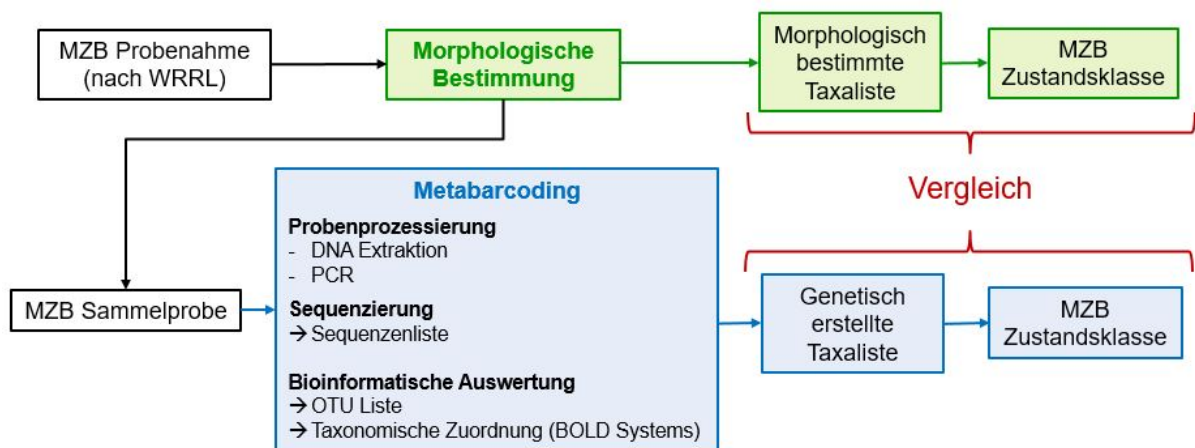 MZB Probenahme
(nach WRRL)
Morphologische
Bestimmung
Morphologisch
bestimmte
Taxaliste
MZB
Zustandsklasse
Vergleich
MZB Sammelprobe
Metabarcoding
Probenprozessierung
- DNA Extraktion
- PCR
Sequenzierung
→ Sequenzenliste
Bioinformatische Auswertung
→ OTU Liste
→ Taxonomische Zuordnung (BOLD Systems)
Genetisch
erstellte
Taxaliste
MZB
Zustandsklasse